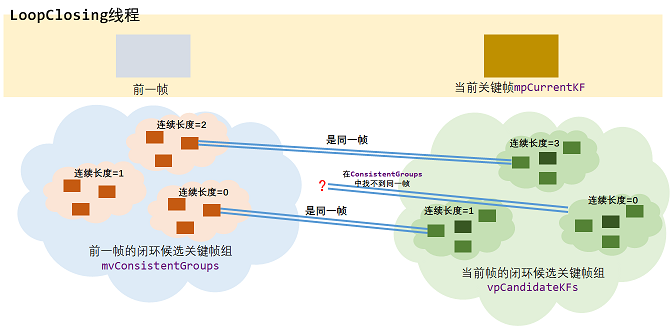 LoopClosing线程
前一帧
当前关键帧mpCurrentKF
连续长度=2
是同一帧
连续长度=3
连续长度=1
在ConsistentGroups
中找不到同一帧
?
连续长度=0
连续长度=0
是同一帧
连续长度=1
前一帧的闭环候选关键帧组
mvConsistentGroups
当前帧的闭环候选关键帧组
vpCandidateKFs